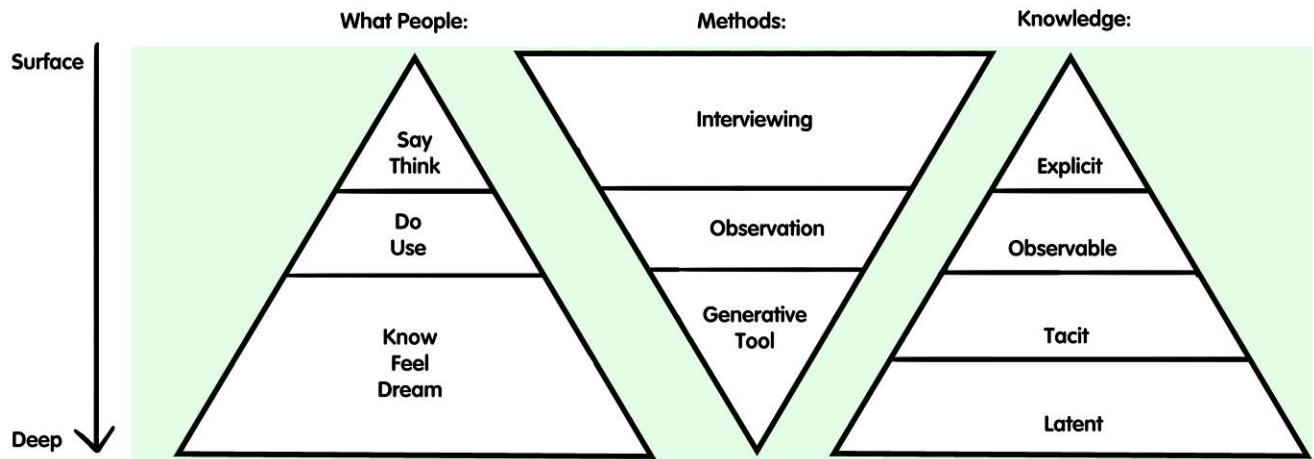 What People:
Methods:
Knowledge:
Surface
Say
Think
Do
Use
Know
Feel
Dream
Interviewing
Observation
Generative
Tool
Explicit
Observable
Tacit
Latent
Deep